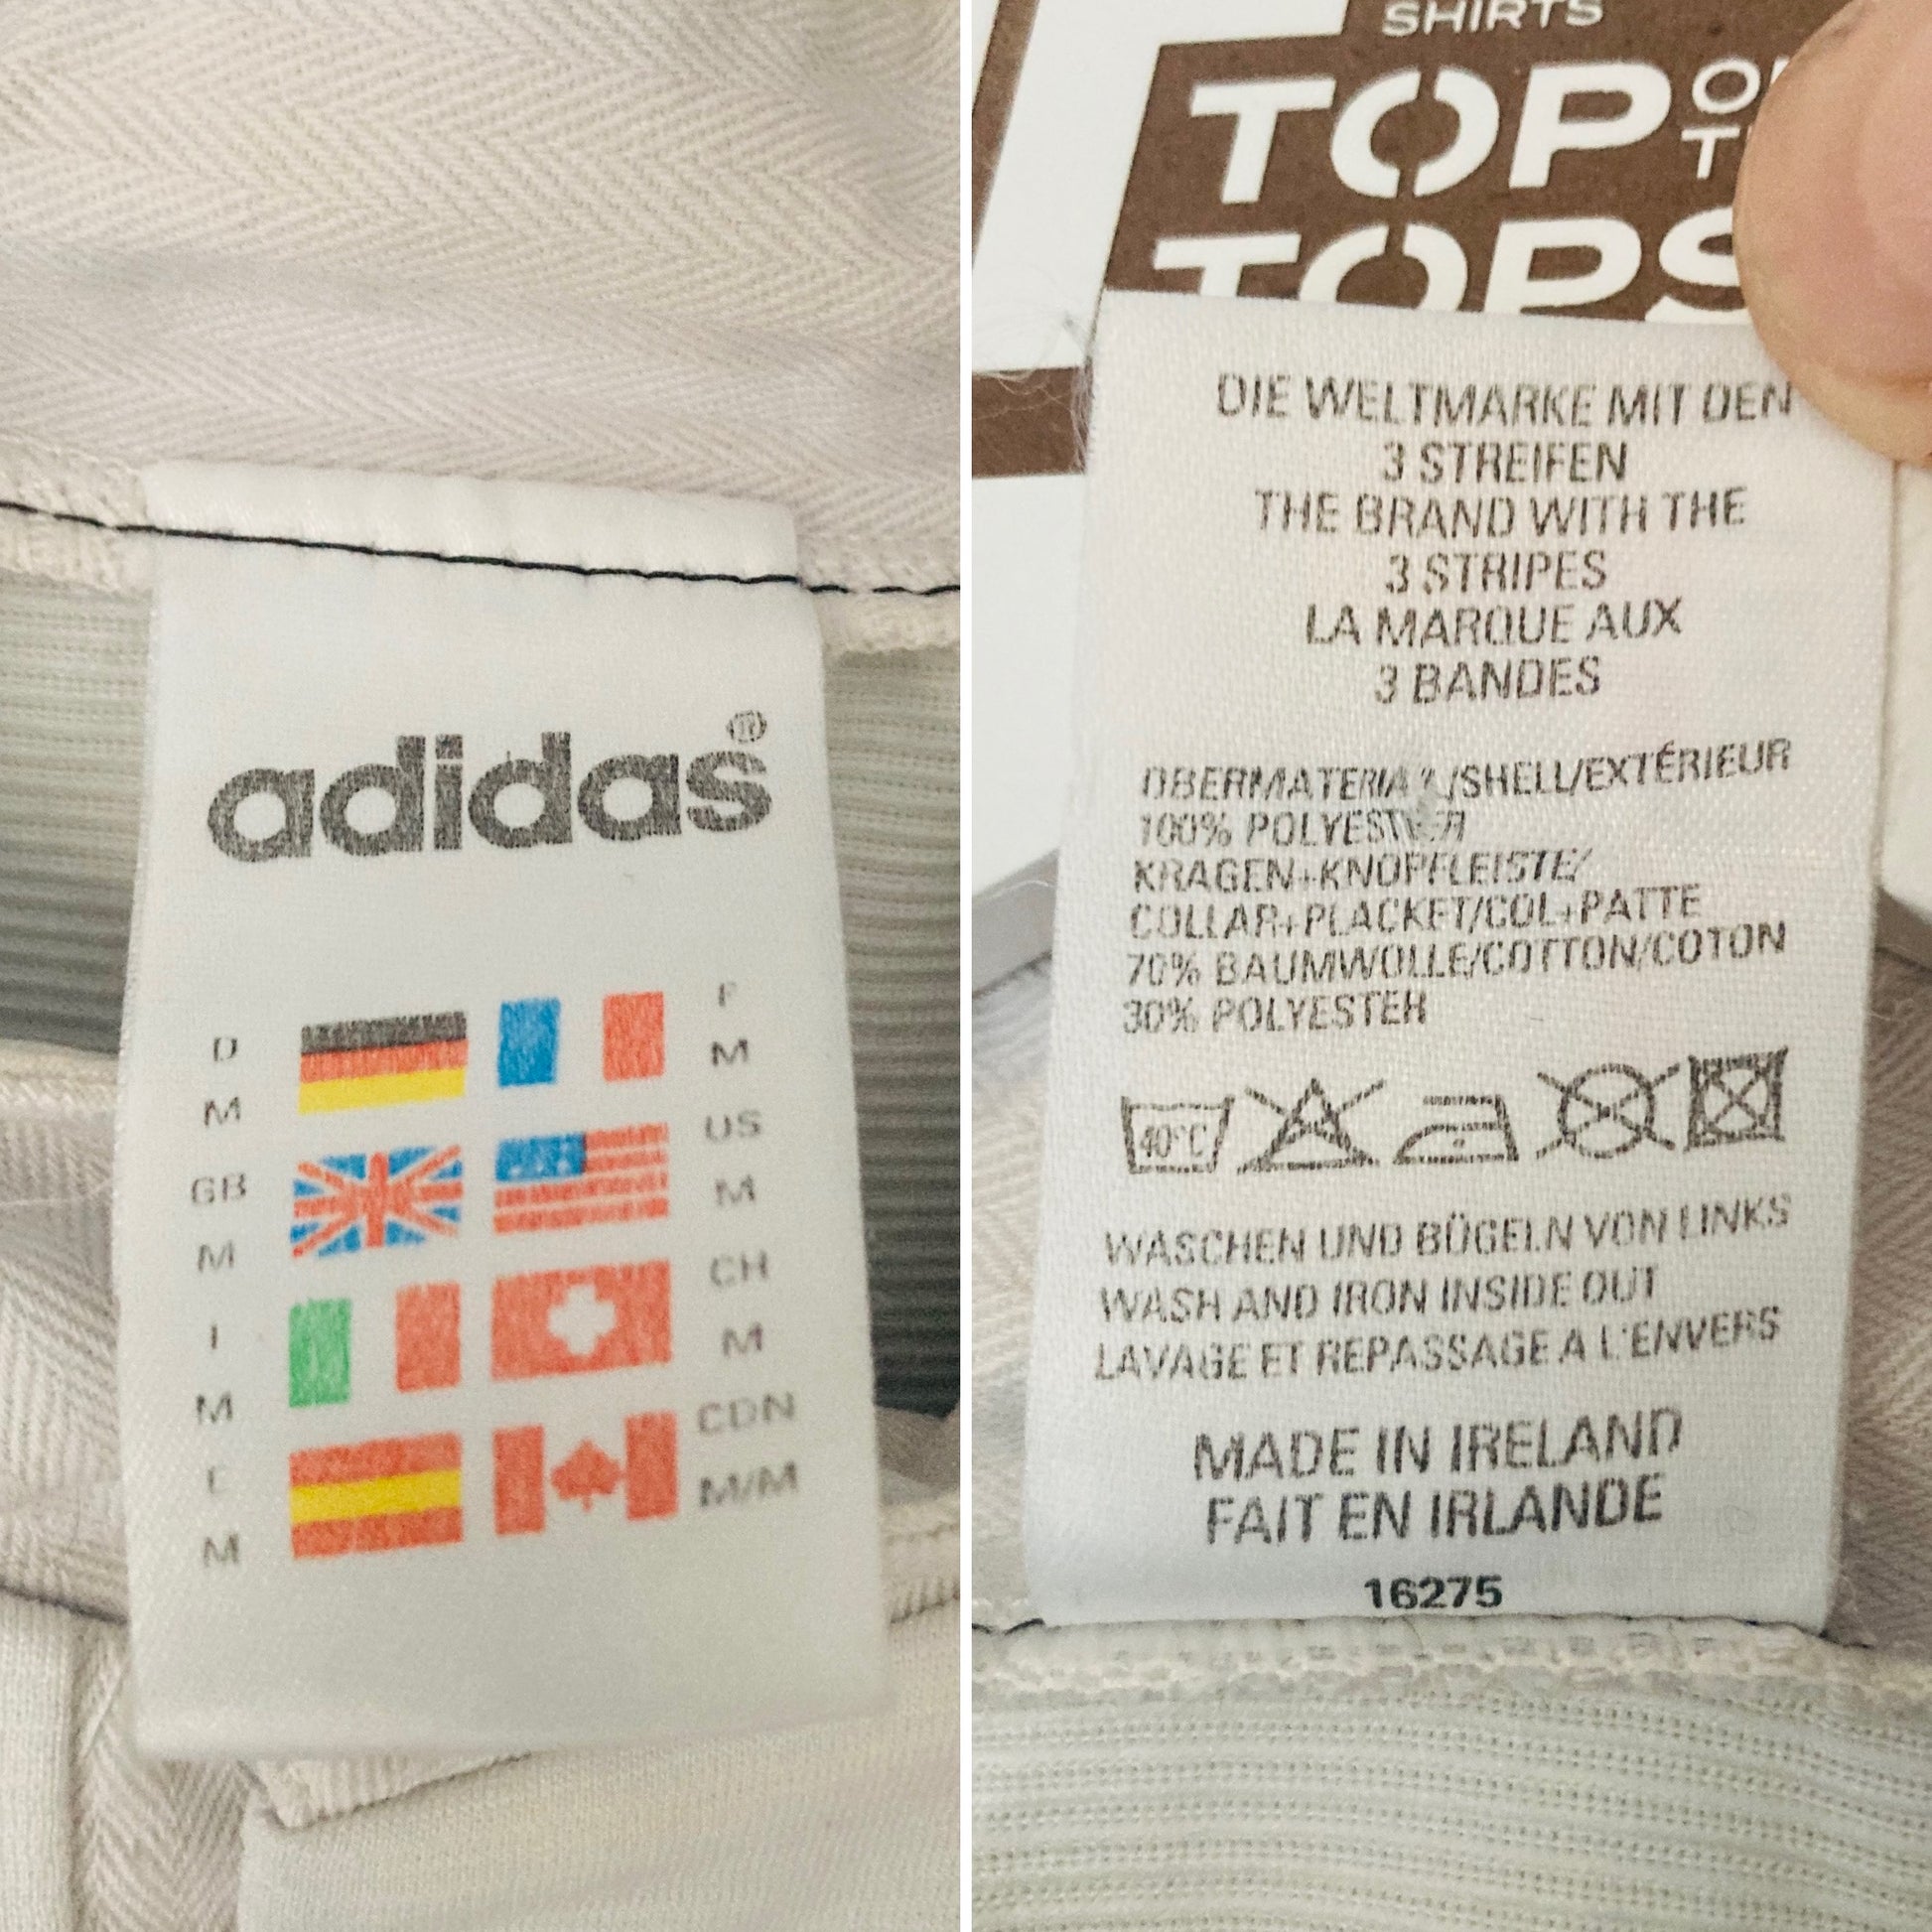 adidas®
D
M
F
M
GB
M
US
M
I
M
CH
M
E
M
CDN
M/M
SHIRTS
TOP
TOPS
DIE WELTMARKE MIT DEN
3 STREIFEN
THE BRAND WITH THE
3 STRIPES
LA MARQUE AUX
3 BANDES
OBERMATERIAL/SHELL/EXTÉRIEUR
100% POLYESTER
KRAGEN+KNOPFLEISTE/
COLLAR+PLACKET/COL+PATTE
70% BAUMWOLLE/COTTON/COTON
30% POLYESTER
40°C
WASCHEN UND BÜGELN VON LINKS
WASH AND IRON INSIDE OUT
LAVAGE ET REPASSAGE A L'ENVERS
MADE IN IRELAND
FAIT EN IRLANDE
16275